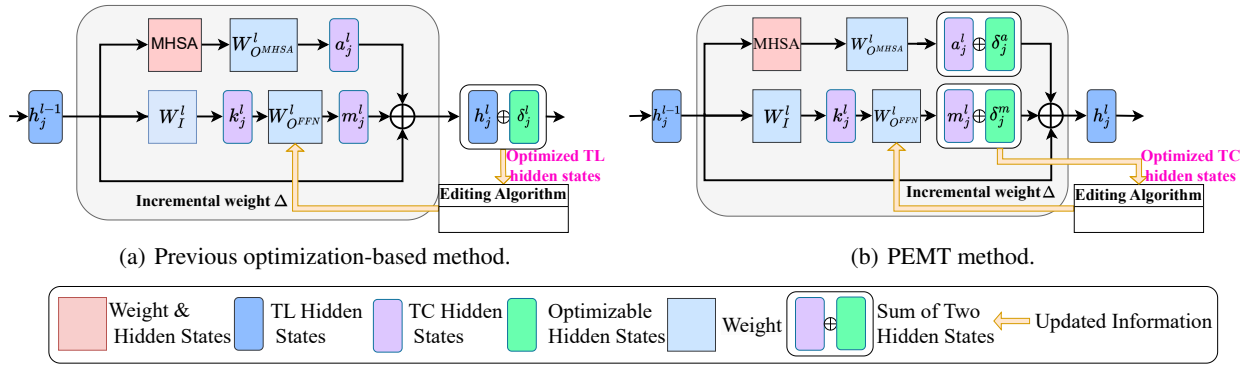 MHSA
W^l_{O^{MHSA}}
a^l_j
h^{l-1}_j
W^l_I
k^l_j
W^l_{O^{FFN}}
m^l_j
h^l_j ⊕ δ^l_j
Optimized TL
hidden states
Incremental weight Δ
Editing Algorithm
(a) Previous optimization-based method.
MHSA
W^l_{O^{MHSA}}
a^l_j ⊕ δ^a_j
h^{l-1}_j
W^l_I
k^l_j
W^l_{O^{FFN}}
m^l_j ⊕ δ^m_j
h^l_j
Optimized TC
hidden states
Incremental weight Δ
Editing Algorithm
(b) PEMT method.
Weight &
Hidden States
TL Hidden
States
TC Hidden
States
Optimizable
Hidden States
Weight
⊕
Sum of Two
Hidden States
Updated Information